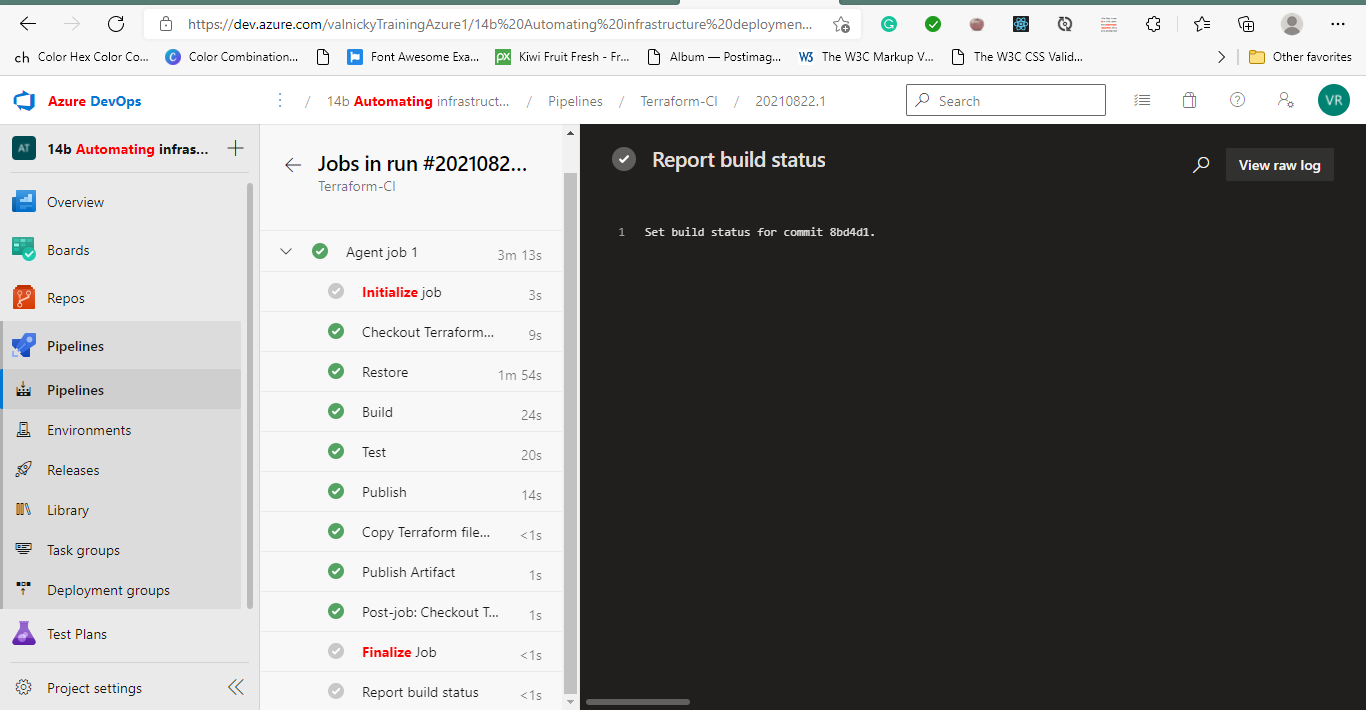 https://dev.azure.com/valnickyTrainingAzure1/14b%20Automating%20infrastructure%20deploymen...
ch Color Hex Color Co...
C Color Combination...
Font Awesome Exa...
px Kiwi Fruit Fresh - Fr...
Album — Postimag...
W3 The W3C Markup V...
The W3C CSS Valid...
Other favorites
Azure DevOps
/ 14b Automating infrastruct... / Pipelines / Terraform-CI / 20210822.1
Search
VR
AT 14b Automating infras...
Overview
Boards
Repos
Pipelines
Pipelines
Environments
Releases
Library
Task groups
Deployment groups
Test Plans
Project settings
Jobs in run #2021082...
Terraform-CI
Agent job 1 3m 13s
Initialize job 3s
Checkout Terraform... 9s
Restore 1m 54s
Build 24s
Test 20s
Publish 14s
Copy Terraform file... <1s
Publish Artifact 1s
Post-job: Checkout T... 1s
Finalize Job <1s
Report build status <1s
Report build status
View raw log
1 Set build status for commit 8bd4d1.